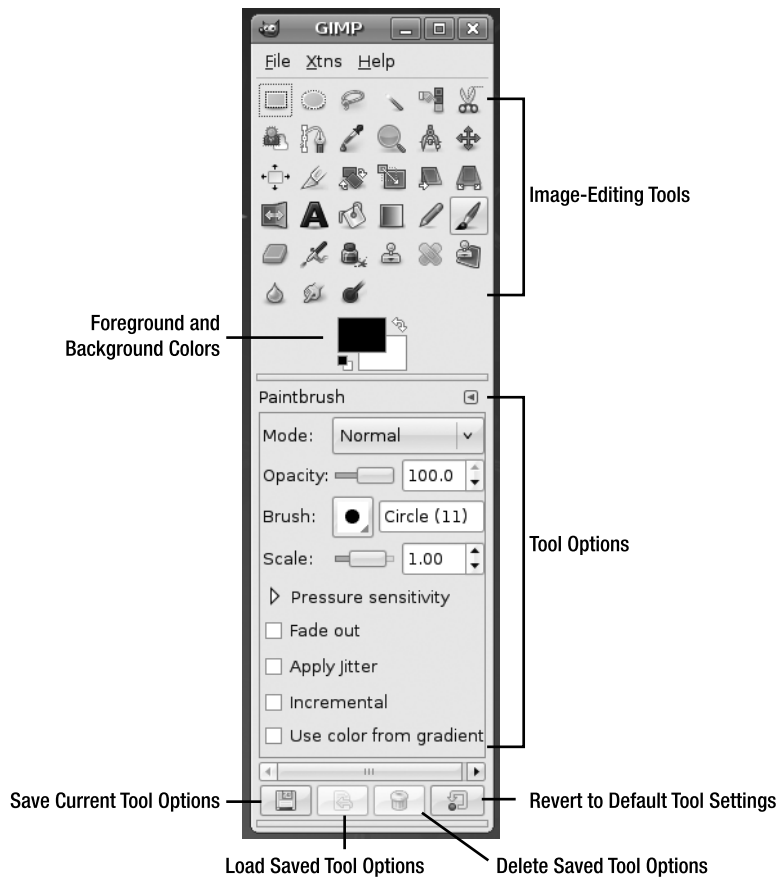 GIMP
File Xtns Help
Image-Editing Tools
Foreground and
Background Colors
Paintbrush
Mode: Normal
Opacity: 100.0
Brush: Circle (11)
Tool Options
Scale: 1.00
Pressure sensitivity
Fade out
Apply Jitter
Incremental
Use color from gradient
Save Current Tool Options
Revert to Default Tool Settings
Load Saved Tool Options
Delete Saved Tool Options